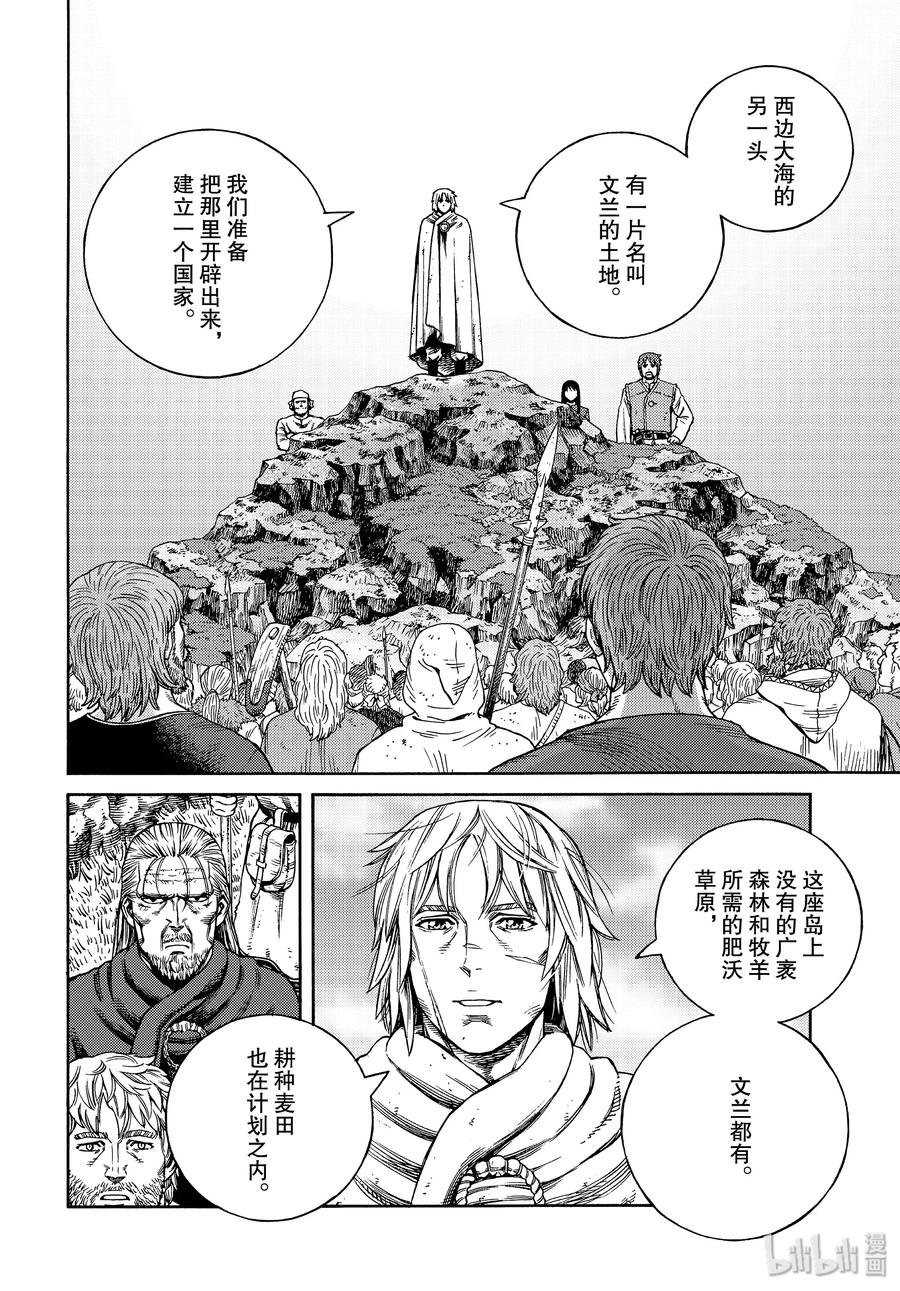 西边大海的
另一头
有一片名叫
文兰的土地。
我们准备
把那里开辟出来，
建立一个国家。
这座岛上
没有的广袤
森林和牧羊
所需的肥沃
草原，
文兰都有。
耕种麦田
也在计划之内。
bilibili漫画